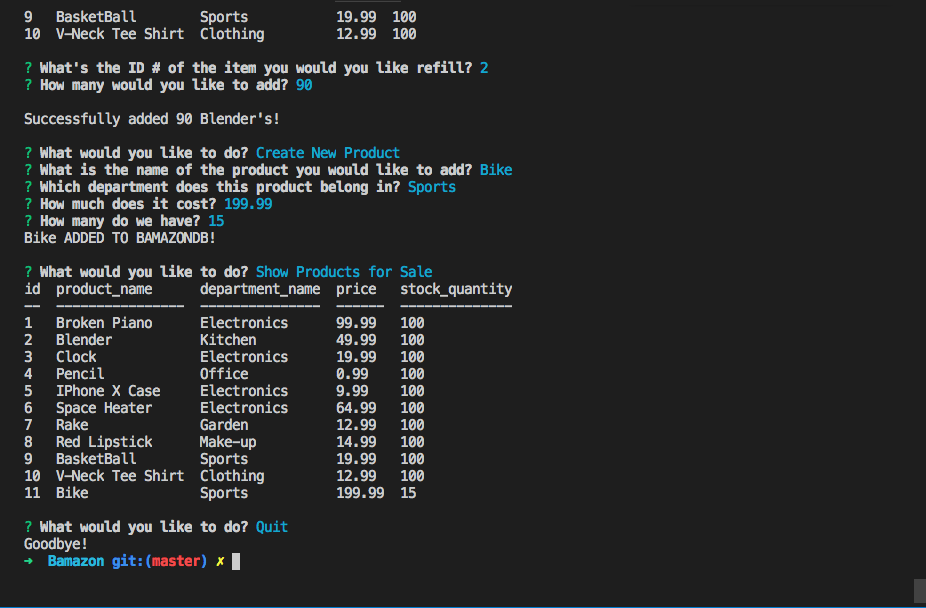 9   BasketBall        Sports           19.99  100
10  V-Neck Tee Shirt  Clothing         12.99  100
? What's the ID # of the item you would you like refill? 2
? How many would you like to add? 90
Successfully added 90 Blender's!
? What would you like to do? Create New Product
? What is the name of the product you would like to add? Bike
? Which department does this product belong in? Sports
? How much does it cost? 199.99
? How many do we have? 15
Bike ADDED TO BAMAZONDB!
? What would you like to do? Show Products for Sale
id  product_name      department_name  price   stock_quantity
--  ----------------  ---------------  ------  --------------
1   Broken Piano      Electronics      99.99   100
2   Blender           Kitchen          49.99   100
3   Clock             Electronics      19.99   100
4   Pencil            Office           0.99    100
5   IPhone X Case     Electronics      9.99    100
6   Space Heater      Electronics      64.99   100
7   Rake              Garden           12.99   100
8   Red Lipstick      Make-up          14.99   100
9   BasketBall        Sports           19.99   100
10  V-Neck Tee Shirt  Clothing         12.99   100
11  Bike              Sports           199.99  15
? What would you like to do? Quit
Goodbye!
➜  Bamazon git:(master) ✗